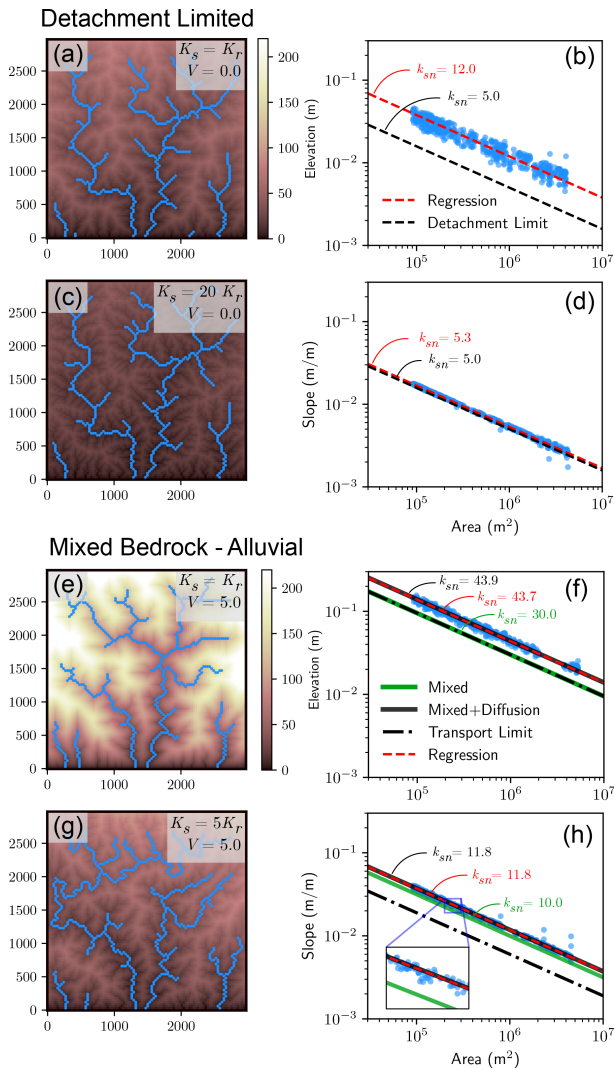 Detachment Limited
(a)
K_s = K_r
V = 0.0
2500
2000
1500
1000
500
0
0
1000
2000
200
150
100
50
0
Elevation (m)
(b)
k_sn= 12.0
k_sn= 5.0
10^−1
10^−2
10^−3
Regression
Detachment Limit
(c)
K_s = 20 K_r
V = 0.0
2500
2000
1500
1000
500
0
0
1000
2000
(d)
k_sn= 5.3
k_sn= 5.0
10^−1
10^−2
10^−3
Slope (m/m)
10^5
10^6
10^7
Area (m^2)
Mixed Bedrock - Alluvial
(e)
K_s = K_r
V = 5.0
2500
2000
1500
1000
500
0
0
1000
2000
200
150
100
50
0
Elevation (m)
(f)
k_sn= 43.9
k_sn= 43.7
k_sn= 30.0
10^−1
10^−2
10^−3
Mixed
Mixed+Diffusion
Transport Limit
Regression
10^5
10^6
10^7
(g)
K_s = 5K_r
V = 5.0
2500
2000
1500
1000
500
0
0
1000
2000
(h)
k_sn= 11.8
k_sn= 11.8
k_sn= 10.0
10^−1
10^−2
10^−3
Slope (m/m)
10^5
10^6
10^7
Area (m^2)